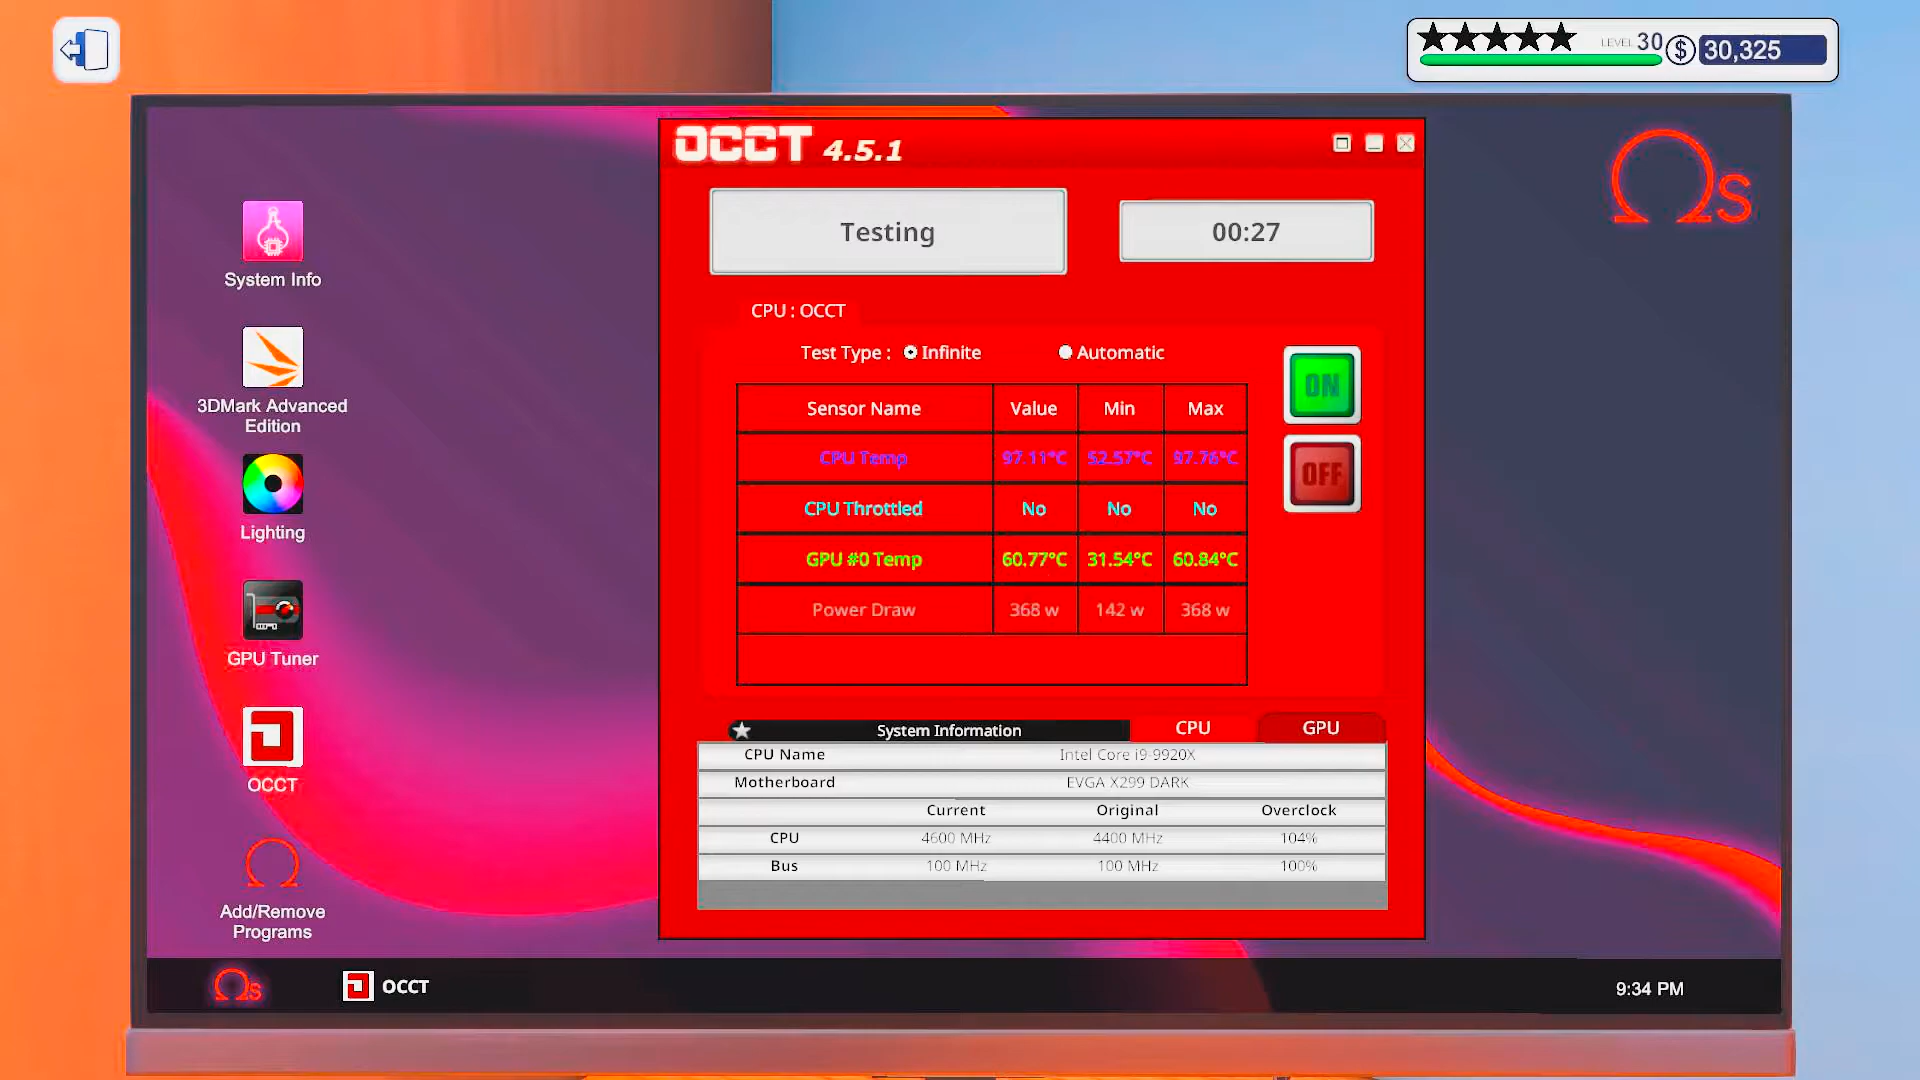 LEVEL 30 $ 30,325
OCCT 4.5.1
Testing
00:27
CPU : OCCT
Test Type : Infinite Automatic
ON
OFF
Sensor Name Value Min Max
CPU Temp 97.11°C 52.57°C 97.76°C
CPU Throttled No No No
GPU #0 Temp 60.77°C 31.54°C 60.84°C
Power Draw 368 w 142 w 368 w
System Information CPU GPU
CPU Name Intel Core i9-9920X
Motherboard EVGA X299 DARK
Current Original Overclock
CPU 4600 MHz 4400 MHz 104%
Bus 100 MHz 100 MHz 100%
System Info
3DMark Advanced
Edition
Lighting
GPU Tuner
OCCT
Add/Remove
Programs
Ωs
Ωs
OCCT
9:34 PM